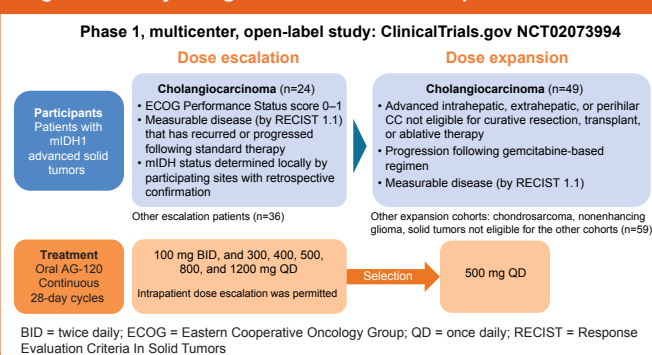 Phase 1, multicenter, open-label study: ClinicalTrials.gov NCT02073994
Dose escalation
Dose expansion
Participants
Patients with
mIDH1
advanced solid
tumors
Cholangiocarcinoma (n=24)
• ECOG Performance Status score 0–1
• Measurable disease (by RECIST 1.1)
that has recurred or progressed
following standard therapy
• mIDH status determined locally by
participating sites with retrospective
confirmation
Other escalation patients (n=36)
Cholangiocarcinoma (n=49)
• Advanced intrahepatic, extrahepatic, or perihilar
CC not eligible for curative resection, transplant,
or ablative therapy
• Progression following gemcitabine-based
regimen
• Measurable disease (by RECIST 1.1)
Other expansion cohorts: chondrosarcoma, nonenhancing
glioma, solid tumors not eligible for the other cohorts (n=59)
Treatment
Oral AG-120
Continuous
28-day cycles
100 mg BID, and 300, 400, 500,
800, and 1200 mg QD
Intrapatient dose escalation was permitted
Selection
500 mg QD
BID = twice daily; ECOG = Eastern Cooperative Oncology Group; QD = once daily; RECIST = Response
Evaluation Criteria In Solid Tumors